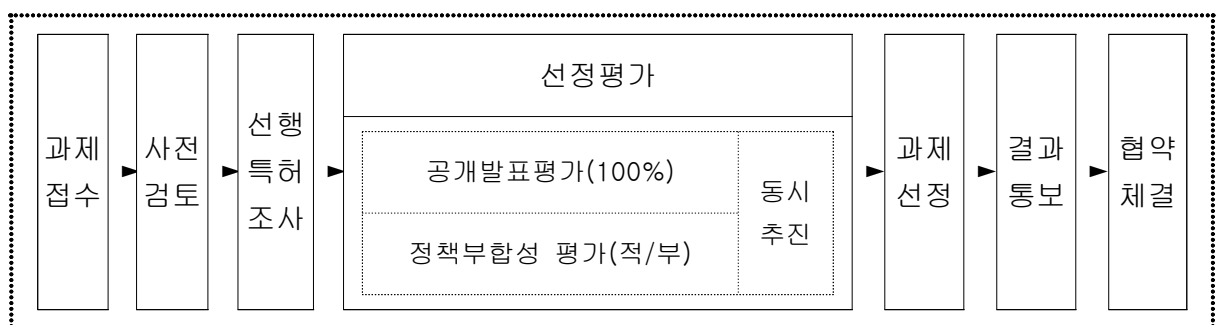 과제
접수
사전
검토
선행
특허
조사
선정평가
공개발표평가(100%)
정책부합성 평가(적/부)
동시
추진
과제
선정
결과
통보
협약
체결